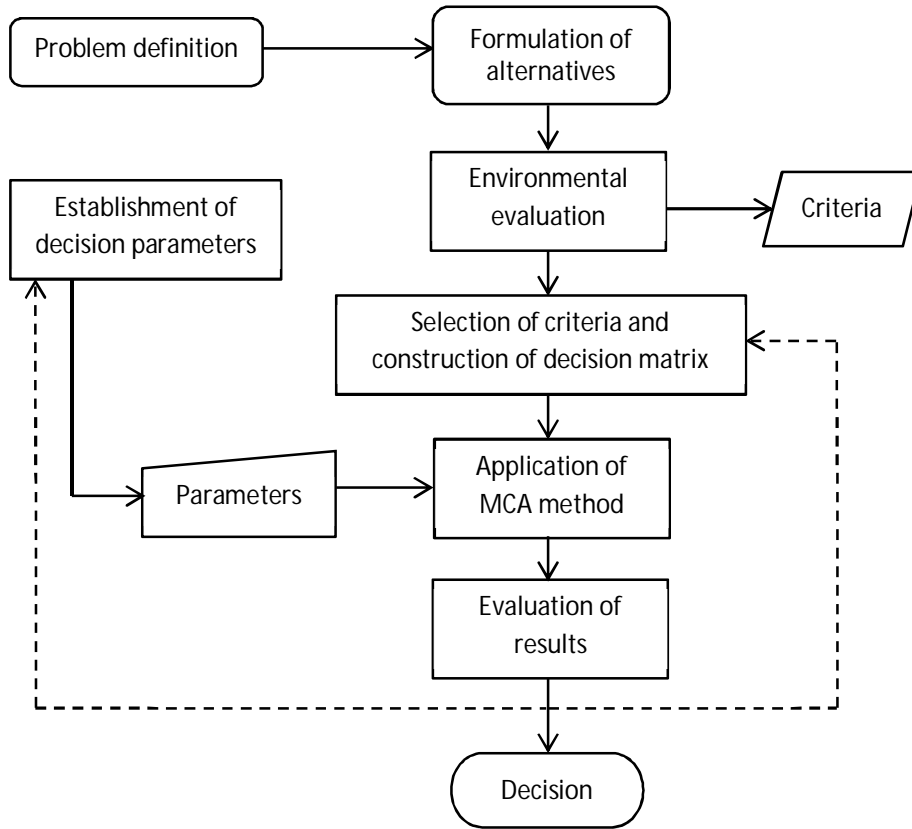 Problem definition
Formulation of
alternatives
Environmental
evaluation
Criteria
Establishment of
decision parameters
Selection of criteria and
construction of decision matrix
Parameters
Application of
MCA method
Evaluation of
results
Decision